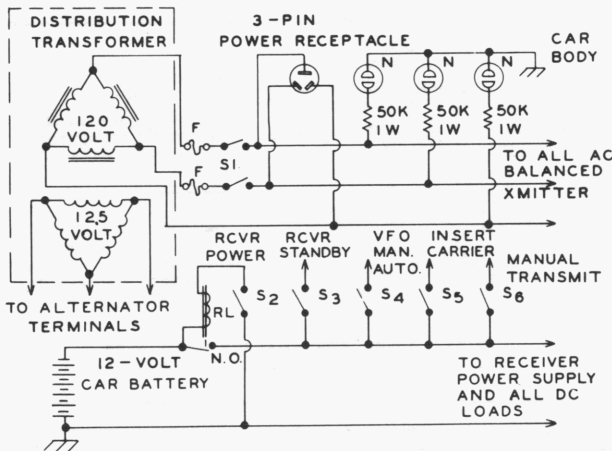 DISTRIBUTION
TRANSFORMER
3-PIN
POWER RECEPTACLE
N
N
N
CAR
BODY
120
VOLT
50K
1W
50K
1W
50K
1W
F
S1
F
TO ALL AC
BALANCED
XMITTER
12.5
VOLT
RCVR
POWER
RCVR
STANDBY
VFO
MAN.
AUTO.
INSERT
CARRIER
MANUAL
TRANSMIT
TO ALTERNATOR
TERMINALS
RL
S2
S3
S4
S5
S6
N.O.
12-VOLT
CAR BATTERY
TO RECEIVER
POWER SUPPLY
AND ALL DC
LOADS